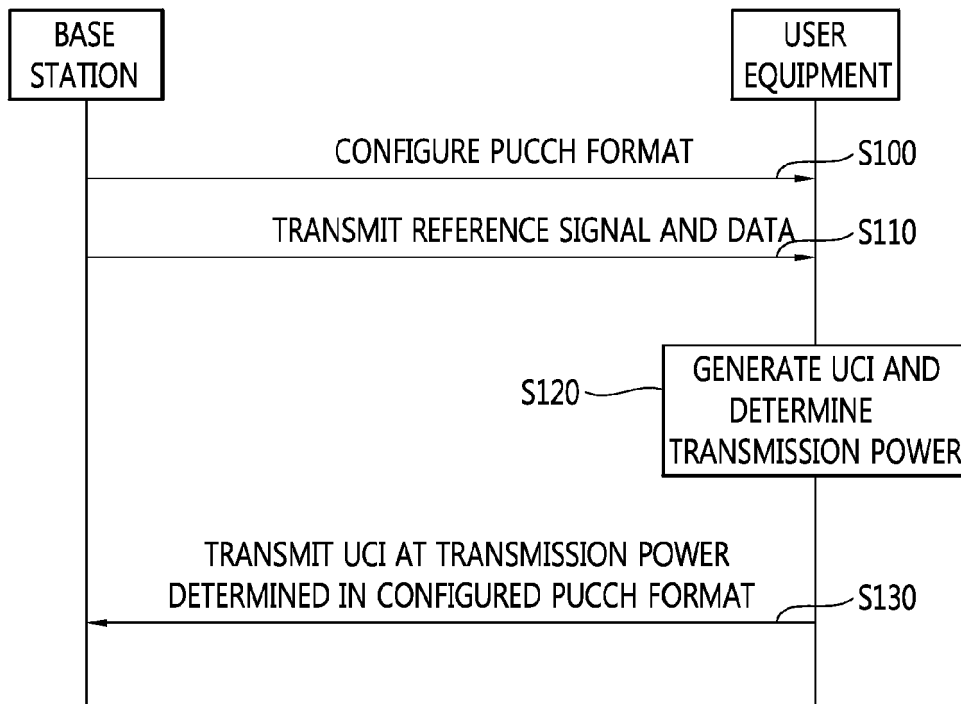 BASE
STATION
USER
EQUIPMENT
CONFIGURE PUCCH FORMAT
S100
TRANSMIT REFERENCE SIGNAL AND DATA
S110
S120
GENERATE UCI AND
DETERMINE
TRANSMISSION POWER
TRANSMIT UCI AT TRANSMISSION POWER
DETERMINED IN CONFIGURED PUCCH FORMAT
S130